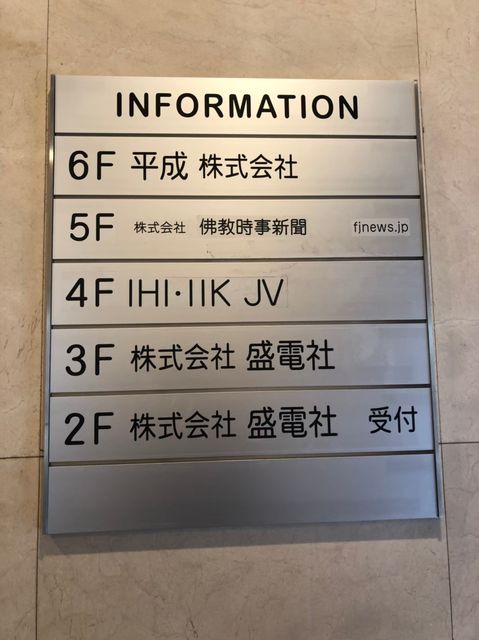 INFORMATION
6F 平成 株式会社
5F 株式会社 佛教時事新聞 fjnews.jp
4F IHI・IIK JV
3F 株式会社 盛電社
2F 株式会社 盛電社 受付